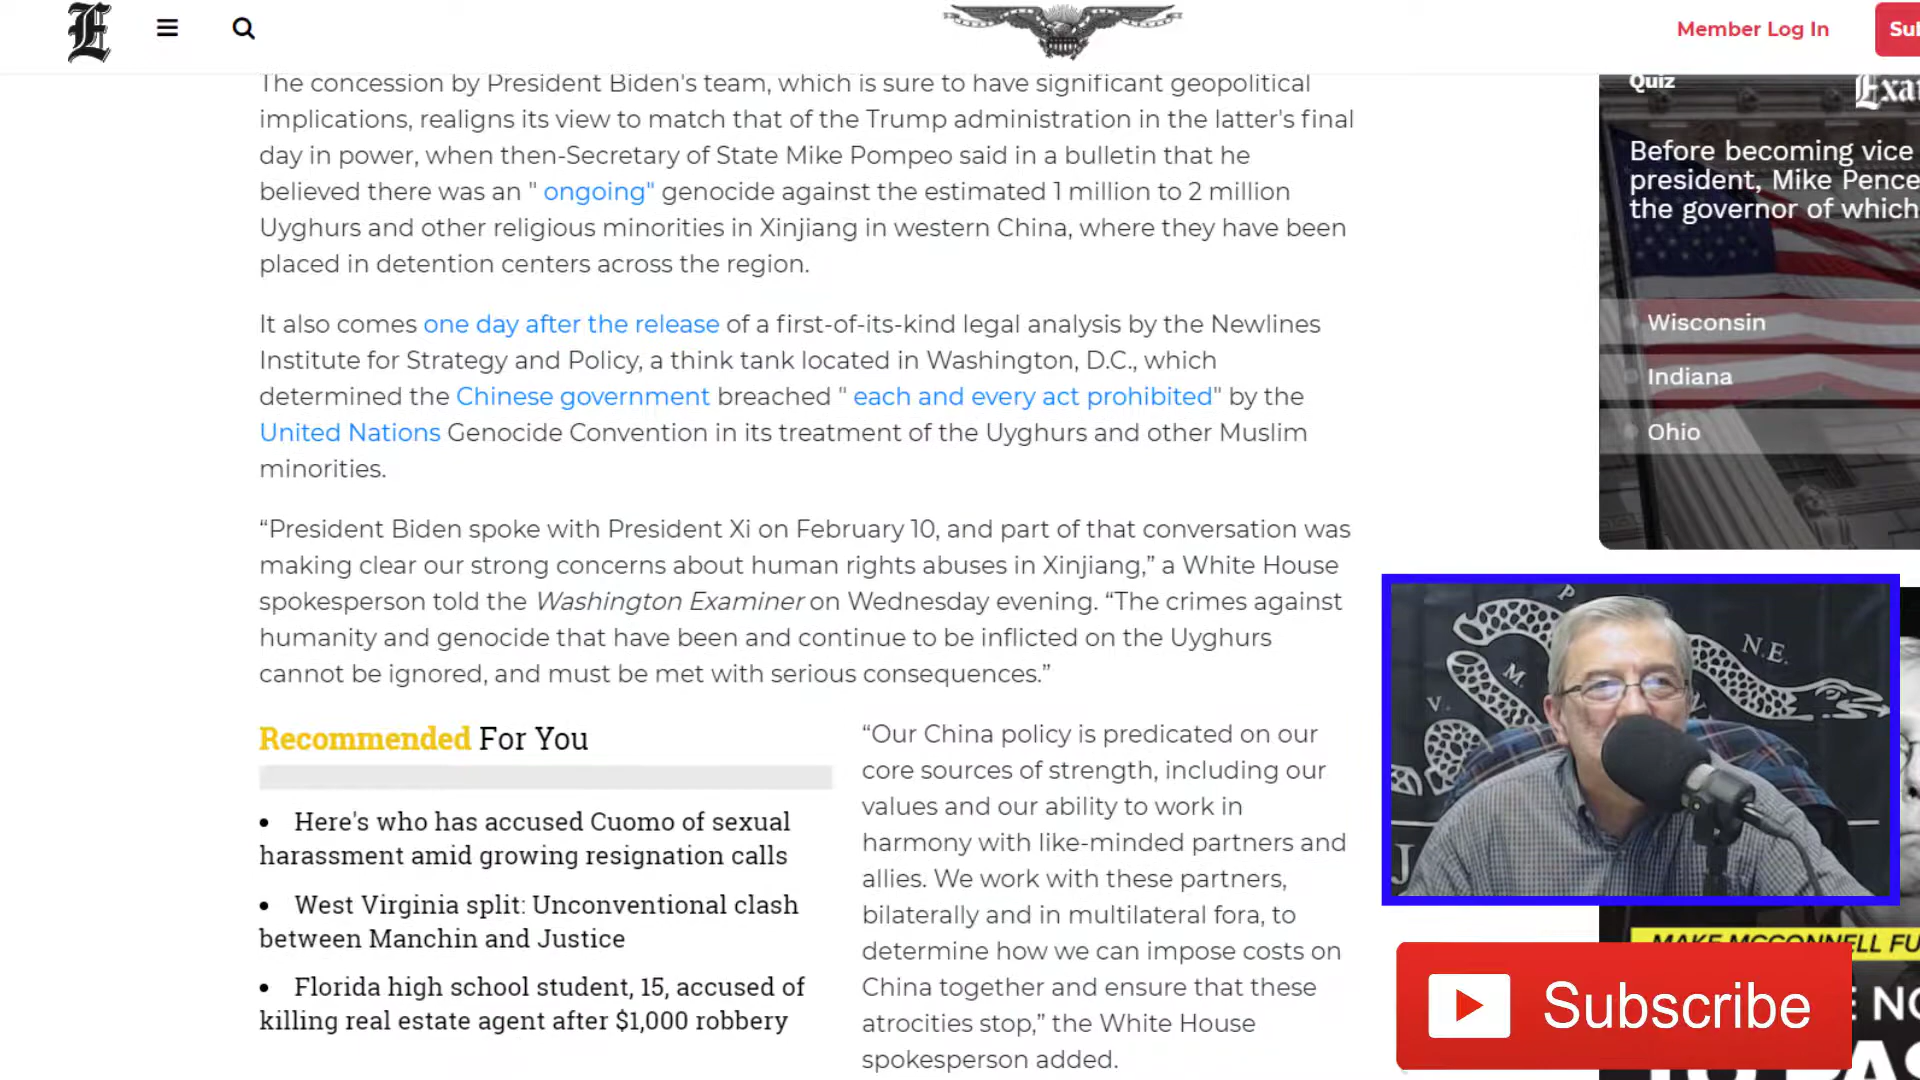 E
Member Log In
Sub
The concession by President Biden's team, which is sure to have significant geopolitical
implications, realigns its view to match that of the Trump administration in the latter's final
day in power, when then-Secretary of State Mike Pompeo said in a bulletin that he
believed there was an " ongoing" genocide against the estimated 1 million to 2 million
Uyghurs and other religious minorities in Xinjiang in western China, where they have been
placed in detention centers across the region.
It also comes one day after the release of a first-of-its-kind legal analysis by the Newlines
Institute for Strategy and Policy, a think tank located in Washington, D.C., which
determined the Chinese government breached " each and every act prohibited" by the
United Nations Genocide Convention in its treatment of the Uyghurs and other Muslim
minorities.
“President Biden spoke with President Xi on February 10, and part of that conversation was
making clear our strong concerns about human rights abuses in Xinjiang,” a White House
spokesperson told the Washington Examiner on Wednesday evening. “The crimes against
humanity and genocide that have been and continue to be inflicted on the Uyghurs
cannot be ignored, and must be met with serious consequences.”
Recommended For You
• Here's who has accused Cuomo of sexual
harassment amid growing resignation calls
• West Virginia split: Unconventional clash
between Manchin and Justice
• Florida high school student, 15, accused of
killing real estate agent after $1,000 robbery
“Our China policy is predicated on our
core sources of strength, including our
values and our ability to work in
harmony with like-minded partners and
allies. We work with these partners,
bilaterally and in multilateral fora, to
determine how we can impose costs on
China together and ensure that these
atrocities stop,” the White House
spokesperson added.
Quiz
Exa
Before becoming vice
president, Mike Pence
the governor of which
Wisconsin
Indiana
Ohio
P.
N.E.
M.
V.
J
MAKE MCCONNELL FU
Subscribe